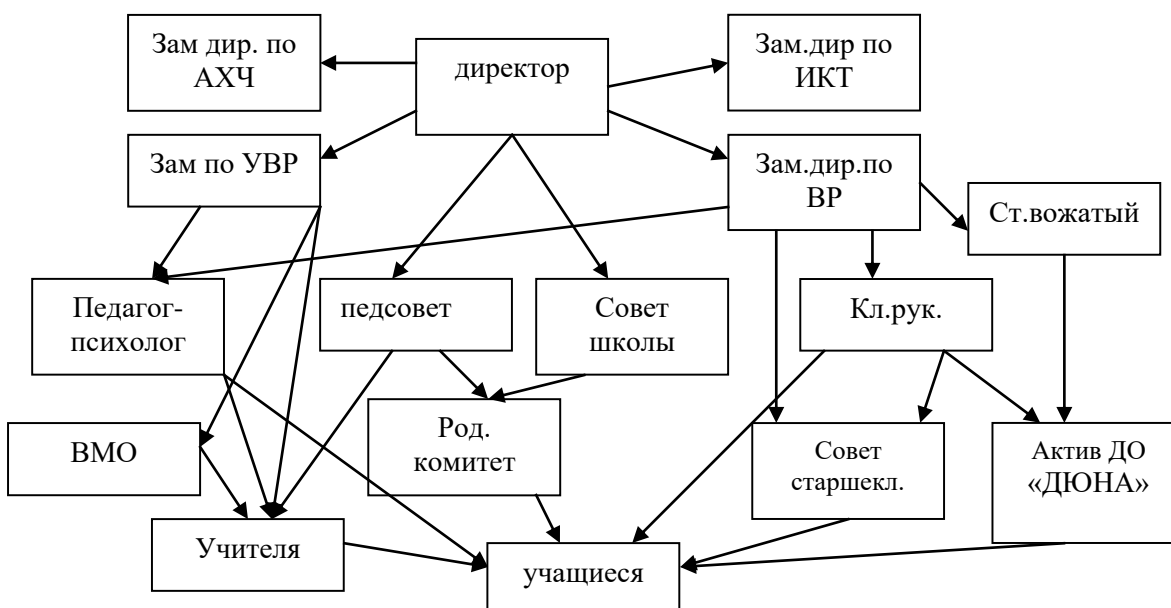 Зам дир. по
АХЧ
директор
Зам.дир по
ИКТ
Зам по УВР
Зам.дир.по
ВР
Ст.вожатый
Педагог-
психолог
педсовет
Совет
школы
Кл.рук.
ВМО
Род.
комитет
Совет
старшекл.
Актив ДО
«ДЮНА»
Учителя
учащиеся